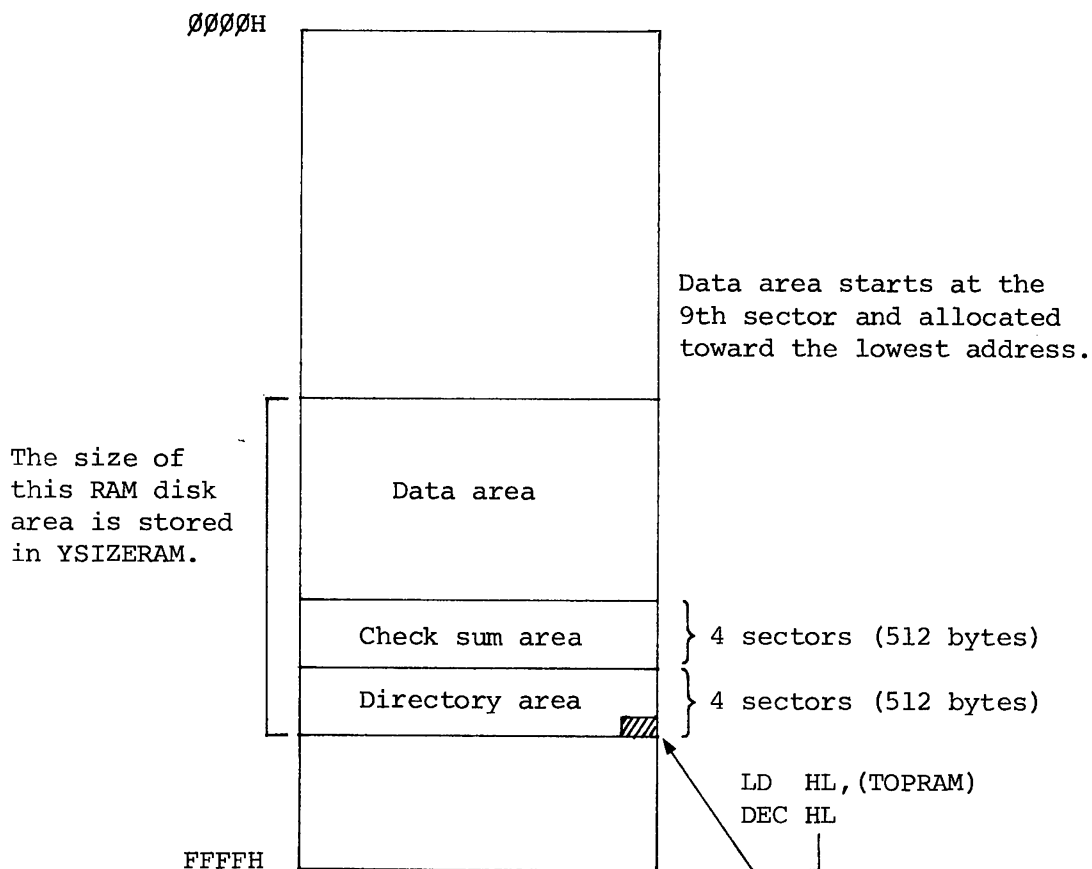 ØØØØH
Data area starts at the
9th sector and allocated
toward the lowest address.
The size of
this RAM disk
area is stored
in YSIZERAM.
Data area
Check sum area
4 sectors (512 bytes)
Directory area
4 sectors (512 bytes)
LD HL,(TOPRAM)
DEC HL
FFFFH